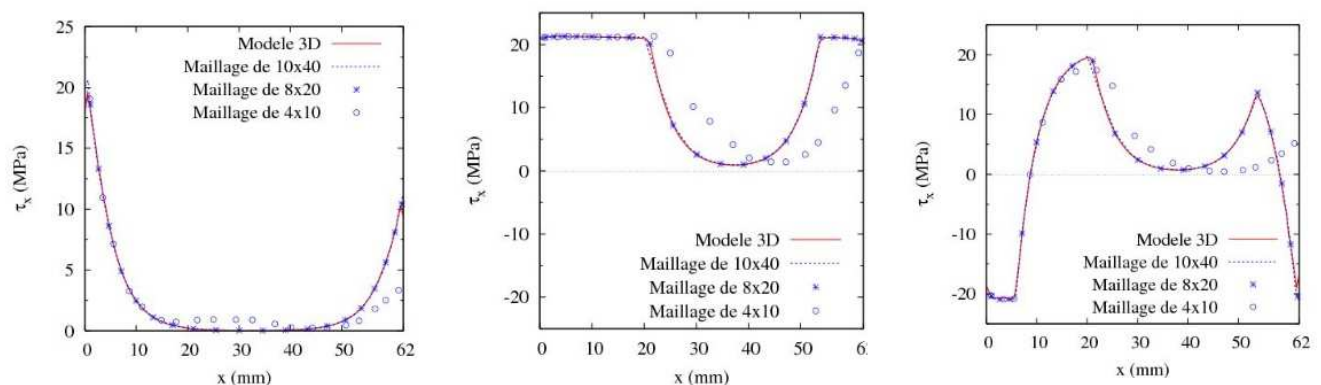 25
20
15
10
5
0
τx (MPa)
Modele 3D
Maillage de 10x40
Maillage de 8x20
Maillage de 4x10
0 10 20 30 40 50 62
x (mm)
20
10
0
-10
-20
τx (MPa)
Modele 3D
Maillage de 10x40
Maillage de 8x20
Maillage de 4x10
0 10 20 30 40 50 62
x (mm)
20
10
0
-10
-20
τx (MPa)
Modele 3D
Maillage de 10x40
Maillage de 8x20
Maillage de 4x10
0 10 20 30 40 50 62
x (mm)